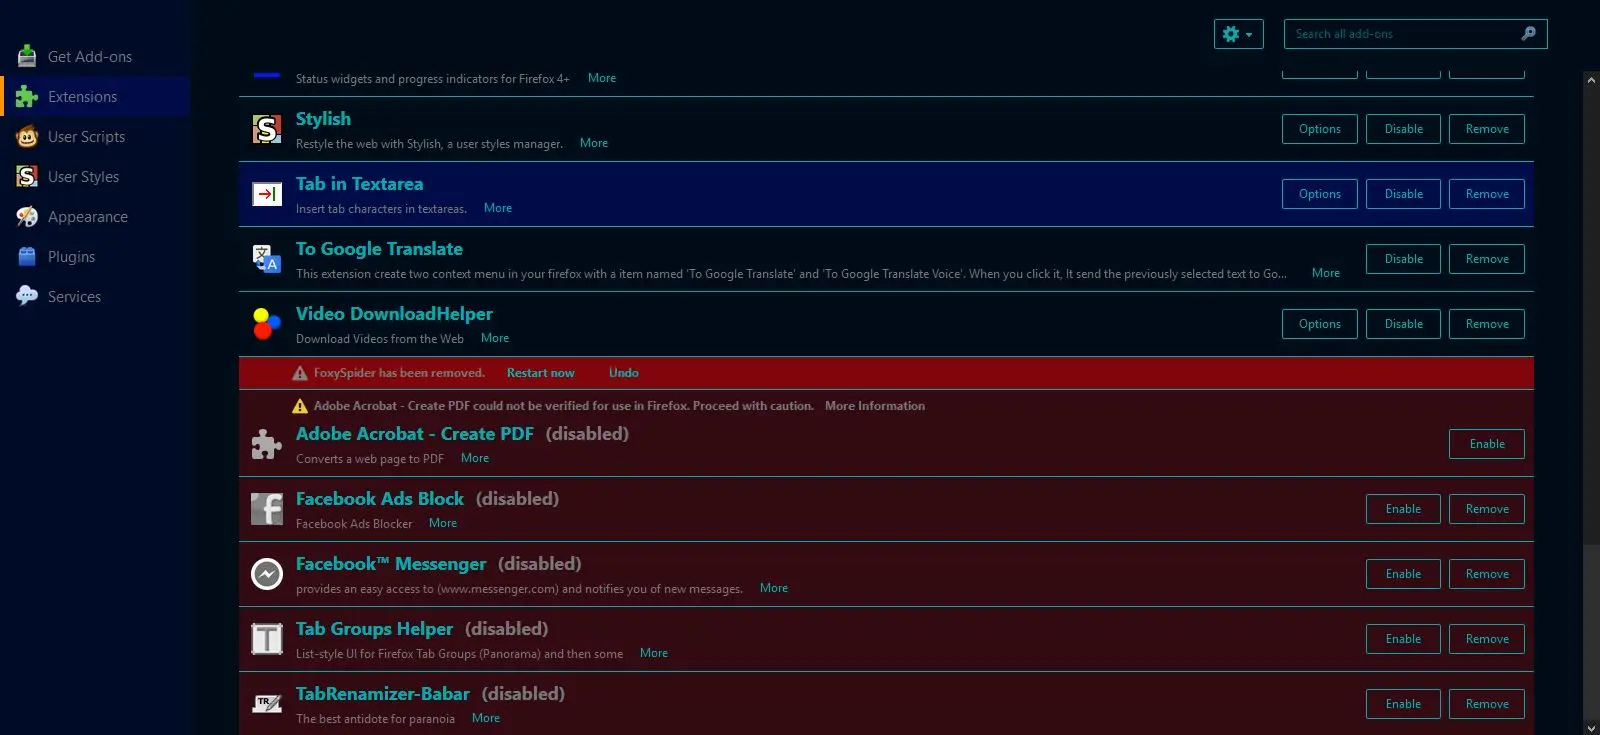 Search all add-ons
Get Add-ons
Extensions
User Scripts
User Styles
Appearance
Plugins
Services
Status widgets and progress indicators for Firefox 4+ More
Stylish
Restyle the web with Stylish, a user styles manager. More
Options Disable Remove
Tab in Textarea
Insert tab characters in textareas. More
Options Disable Remove
To Google Translate
This extension create two context menu in your firefox with a item named 'To Google Translate' and 'To Google Translate Voice'. When you click it, It send the previously selected text to Go... More
Disable Remove
Video DownloadHelper
Download Videos from the Web More
Options Disable Remove
FoxySpider has been removed. Restart now Undo
Adobe Acrobat - Create PDF could not be verified for use in Firefox. Proceed with caution. More Information
Adobe Acrobat - Create PDF (disabled)
Converts a web page to PDF More
Enable
Facebook Ads Block (disabled)
Facebook Ads Blocker More
Enable Remove
Facebook™ Messenger (disabled)
provides an easy access to (www.messenger.com) and notifies you of new messages. More
Enable Remove
Tab Groups Helper (disabled)
List-style UI for Firefox Tab Groups (Panorama) and then some More
Enable Remove
TabRenamizer-Babar (disabled)
The best antidote for paranoia More
Enable Remove